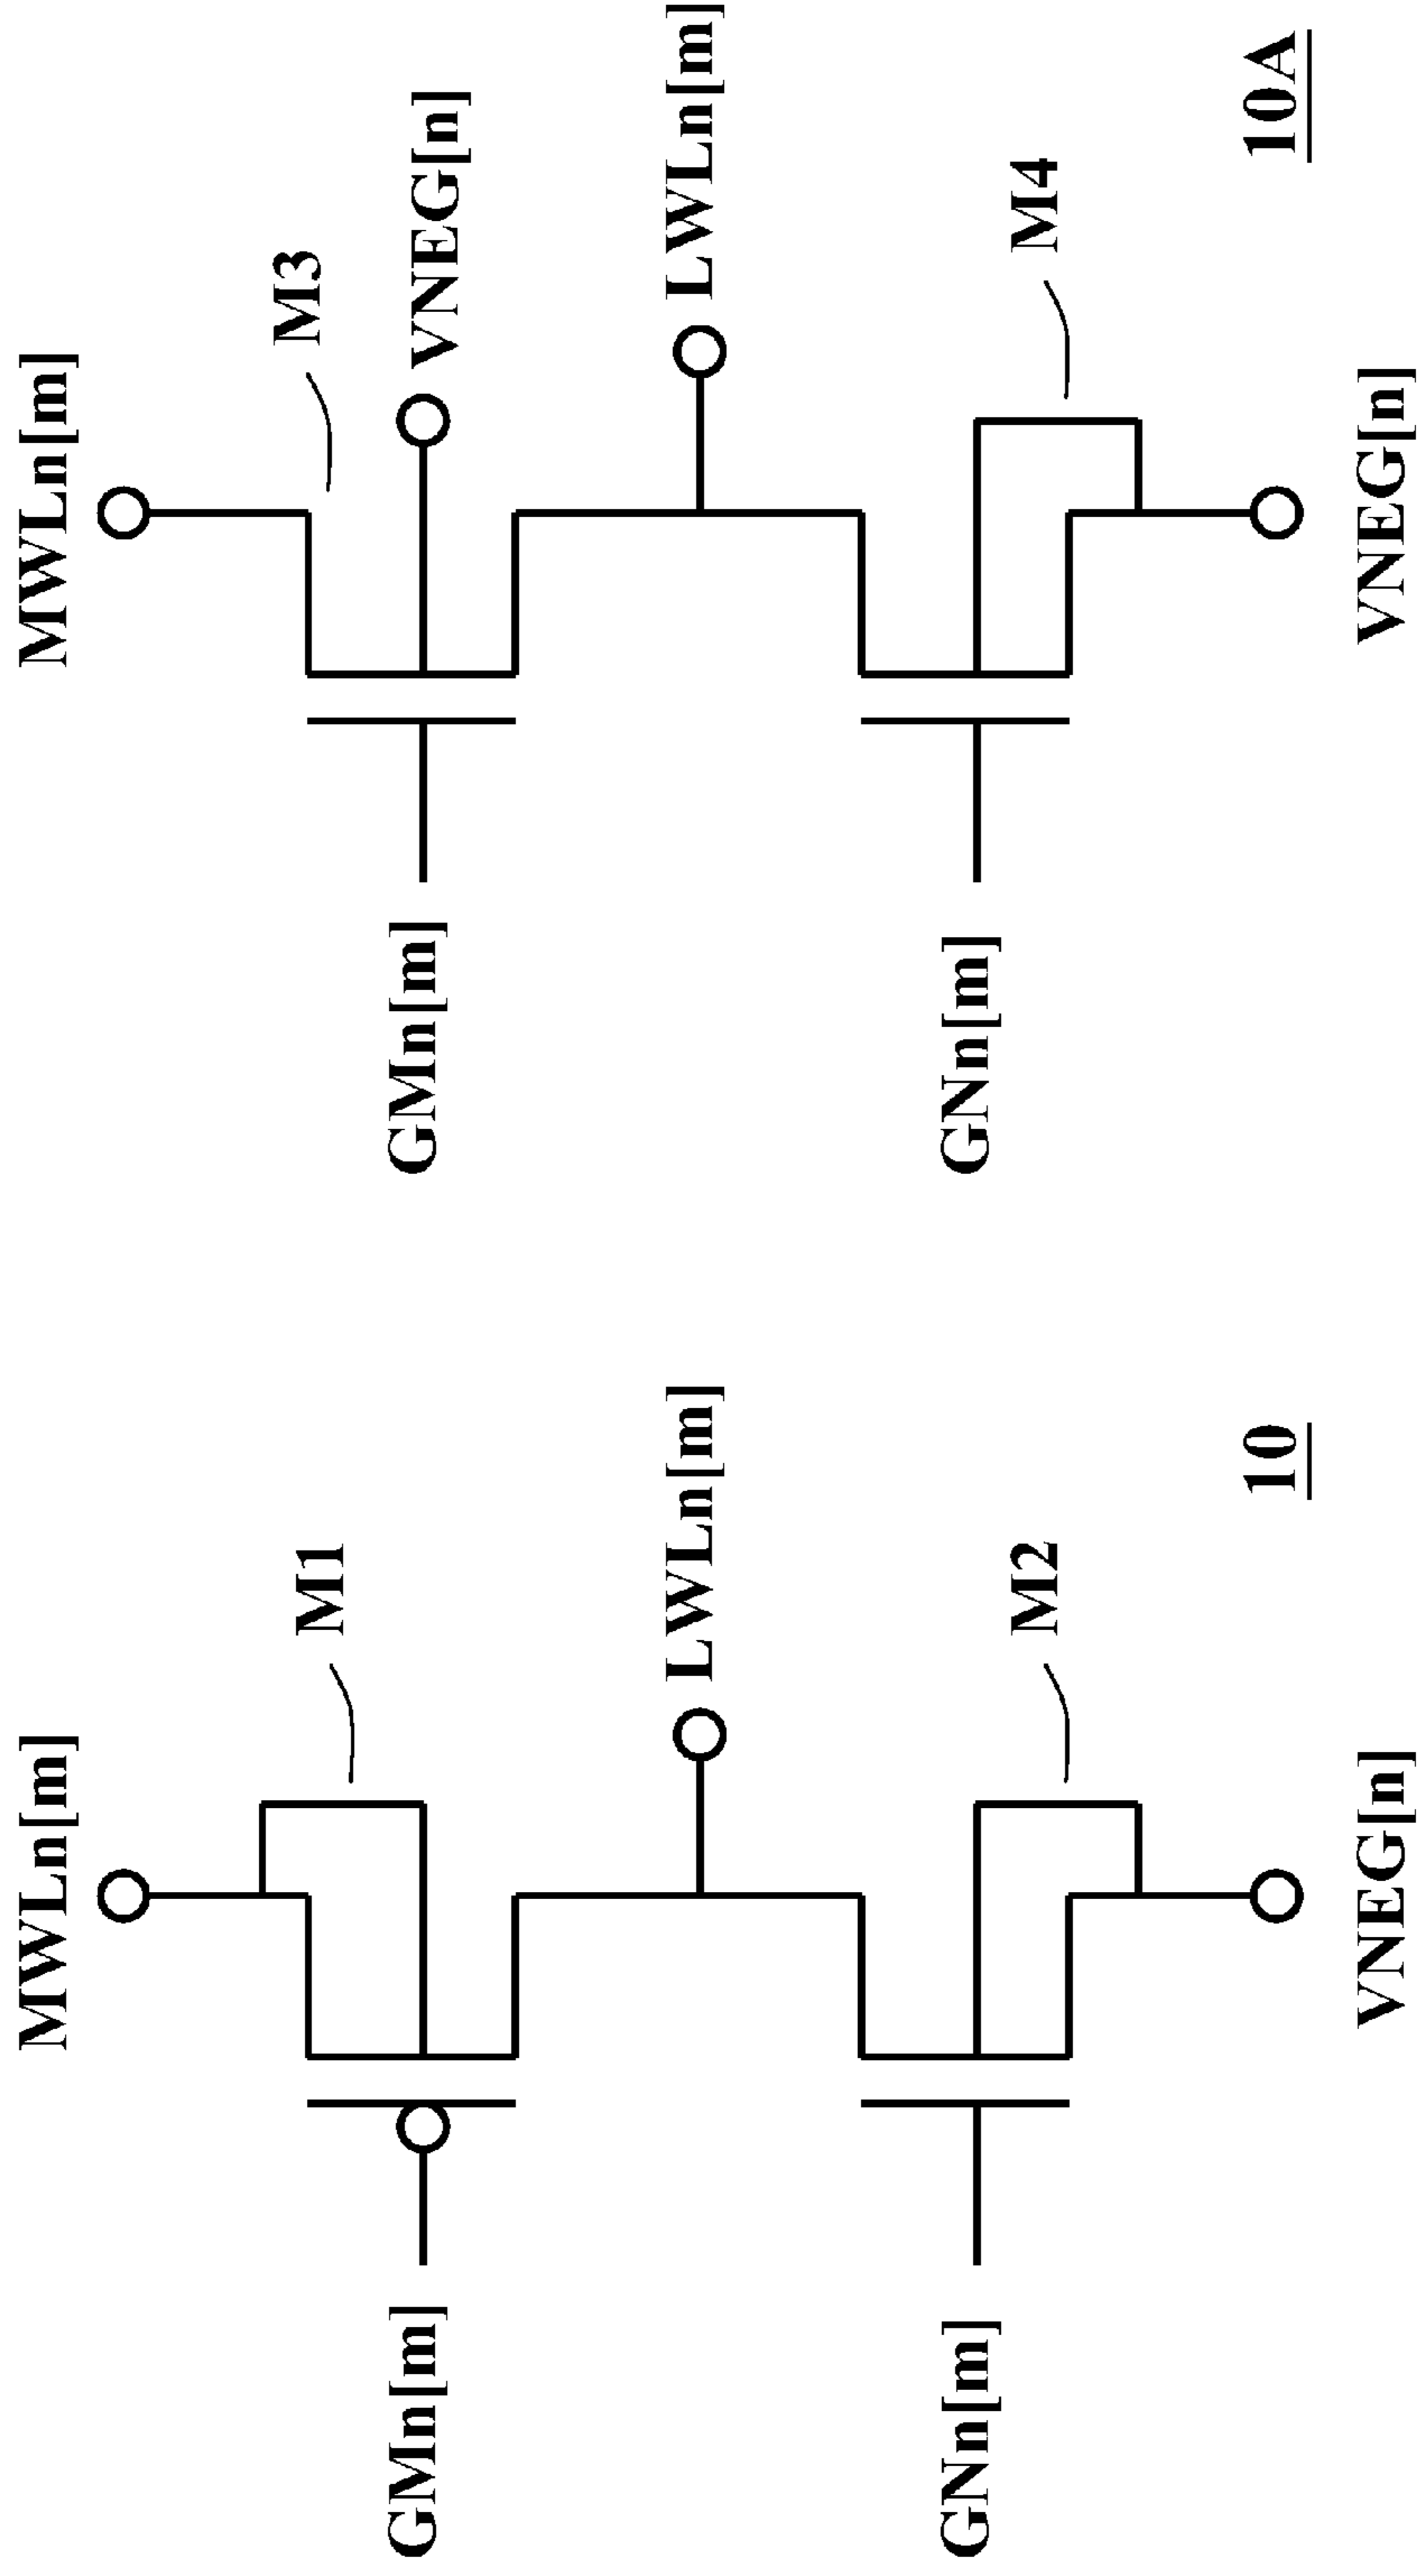 MWLn[m]
M1
GMn[m]
LWLn[m]
M2
GNn[m]
VNEG[n]
10
MWLn[m]
M3
VNEG[n]
GMn[m]
LWLn[m]
M4
GNn[m]
VNEG[n]
10A